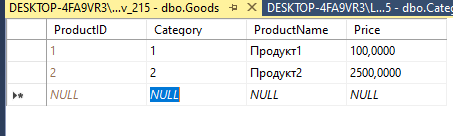 DESKTOP-4FA9VR3\...v_215 - dbo.Goods DESKTOP-4FA9VR3\L...5 - dbo.Categ
ProductID Category ProductName Price
1 1 Продукт1 100,0000
2 2 Продукт2 2500,0000
NULL NULL NULL NULL